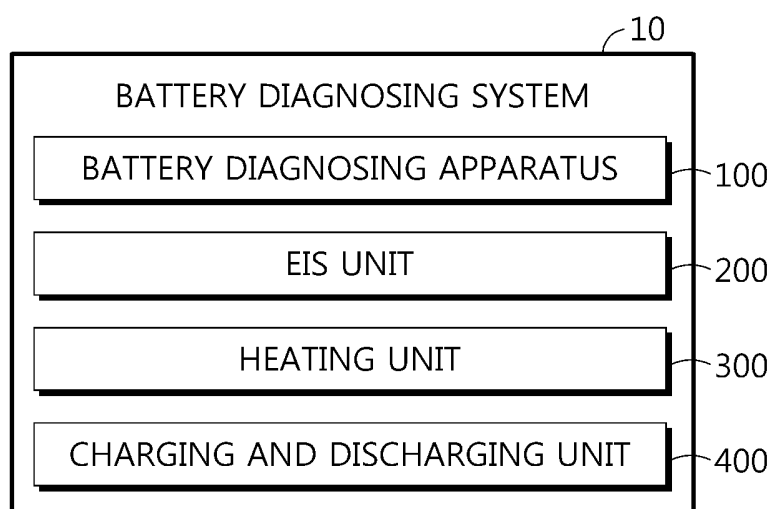 10
BATTERY DIAGNOSING SYSTEM
BATTERY DIAGNOSING APPARATUS 100
EIS UNIT 200
HEATING UNIT 300
CHARGING AND DISCHARGING UNIT 400